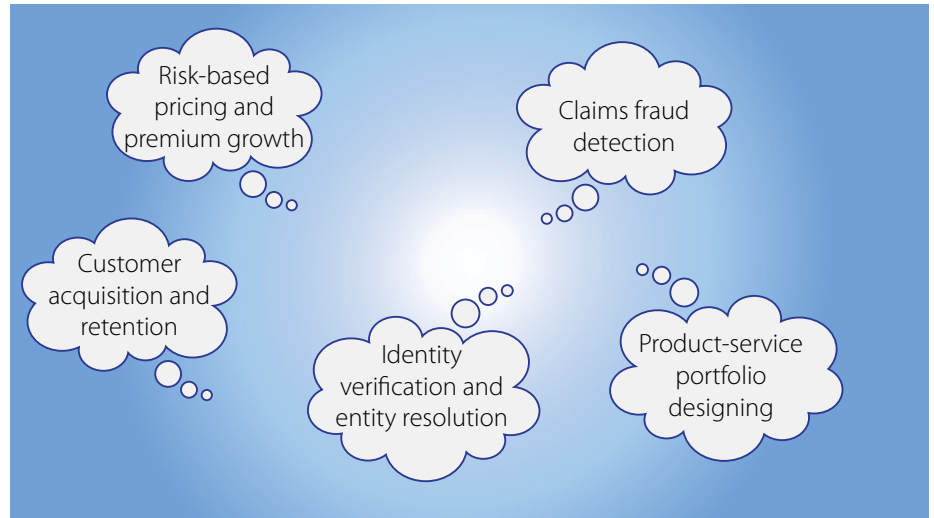 Risk-based
pricing and
premium growth
Claims fraud
detection
Customer
acquisition and
retention
Identity
verification and
entity resolution
Product-service
portfolio
designing